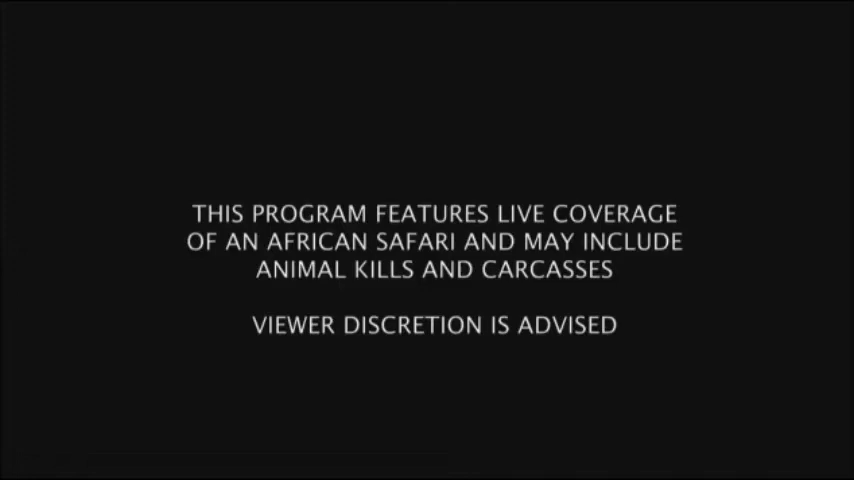 THIS PROGRAM FEATURES LIVE COVERAGE
OF AN AFRICAN SAFARI AND MAY INCLUDE
ANIMAL KILLS AND CARCASSES
VIEWER DISCRETION IS ADVISED